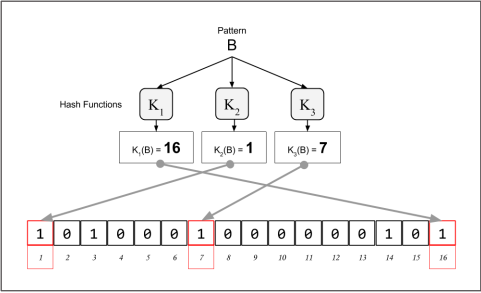 Pattern
B
Hash Functions
K1 K2 K3
K1(B) = 16 K2(B) = 1 K3(B) = 7
1 0 1 0 0 0 1 0 0 0 0 0 0 1 0 1
1 2 3 4 5 6 7 8 9 10 11 12 13 14 15 16